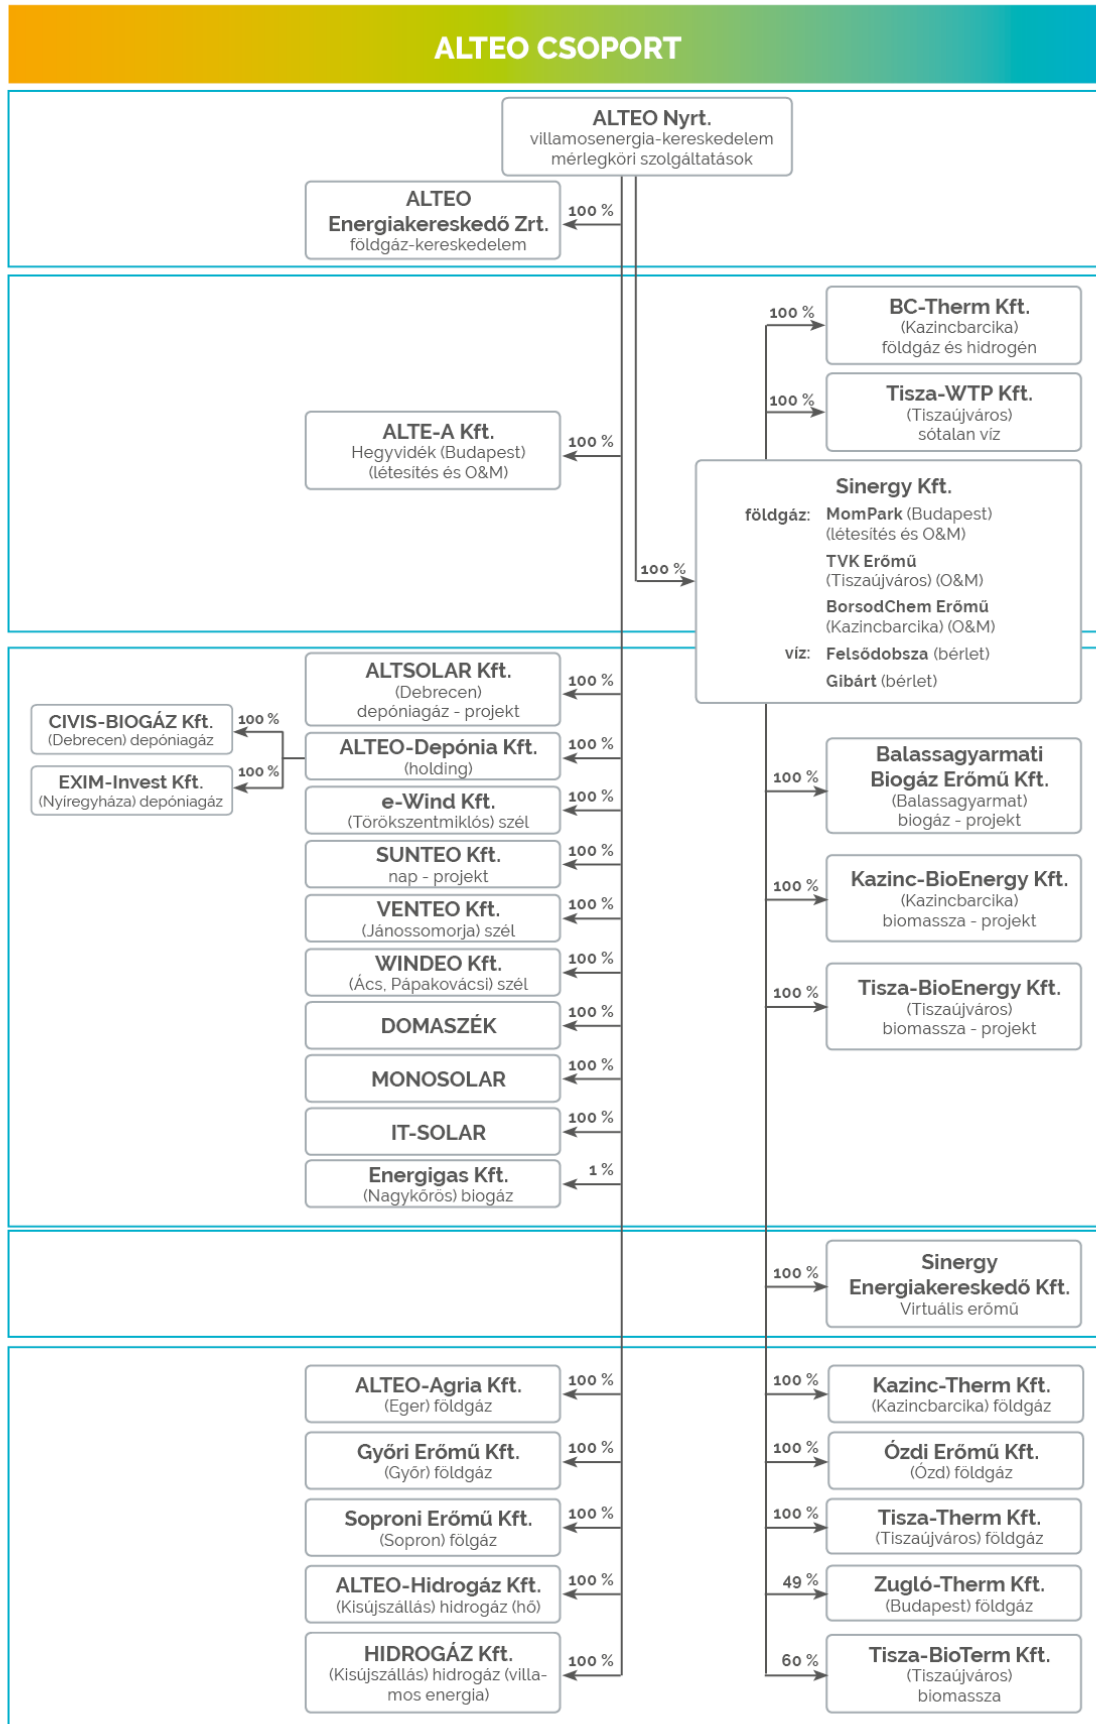 ALTEO CSOPORT
ALTEO Nyrt.
villamosenergia-kereskedelem
mérlegköri szolgáltatások
ALTEO
Energiakereskedő Zrt.
földgáz-kereskedelem
100 %
BC-Therm Kft.
(Kazincbarcika)
földgáz és hidrogén
100 %
Tisza-WTP Kft.
(Tiszaújváros)
sótalan víz
100 %
ALTE-A Kft.
Hegyvidék (Budapest)
(létesítés és O&M)
100 %
100 %
Sinergy Kft.
földgáz: MomPark (Budapest)
(létesítés és O&M)
TVK Erőmű
(Tiszaújváros) (O&M)
BorsodChem Erőmű
(Kazincbarcika) (O&M)
víz: Felsődobsza (bérlet)
Gibárt (bérlet)
ALTSOLAR Kft.
(Debrecen)
depóniagáz - projekt
100 %
CIVIS-BIOGÁZ Kft.
(Debrecen) depóniagáz
100 %
EXIM-Invest Kft.
(Nyíregyháza) depóniagáz
100 %
ALTEO-Depónia Kft.
(holding)
100 %
e-Wind Kft.
(Törökszentmiklós) szél
100 %
SUNTEO Kft.
nap - projekt
100 %
VENTEO Kft.
(Jánossomorja) szél
100 %
WINDEO Kft.
(Ács, Pápakovácsi) szél
100 %
DOMASZÉK
100 %
MONOSOLAR
100 %
IT-SOLAR
100 %
Energigas Kft.
(Nagykőrös) biogáz
1 %
100 %
Balassagyarmati
Biogáz Erőmű Kft.
(Balassagyarmat)
biogáz - projekt
100 %
Kazinc-BioEnergy Kft.
(Kazincbarcika)
biomassza - projekt
100 %
Tisza-BioEnergy Kft.
(Tiszaújváros)
biomassza - projekt
100 %
Sinergy
Energiakereskedő Kft.
Virtuális erőmű
ALTEO-Agria Kft.
(Eger) földgáz
100 %
Győri Erőmű Kft.
(Győr) földgáz
100 %
Soproni Erőmű Kft.
(Sopron) fölgáz
100 %
ALTEO-Hidrogáz Kft.
(Kisújszállás) hidrogáz (hő)
100 %
HIDROGÁZ Kft.
(Kisújszállás) hidrogáz (villa-
mos energia)
100 %
100 %
Kazinc-Therm Kft.
(Kazincbarcika) földgáz
100 %
Ózdi Erőmű Kft.
(Ózd) földgáz
100 %
Tisza-Therm Kft.
(Tiszaújváros) földgáz
49 %
Zugló-Therm Kft.
(Budapest) földgáz
60 %
Tisza-BioTerm Kft.
(Tiszaújváros)
biomassza